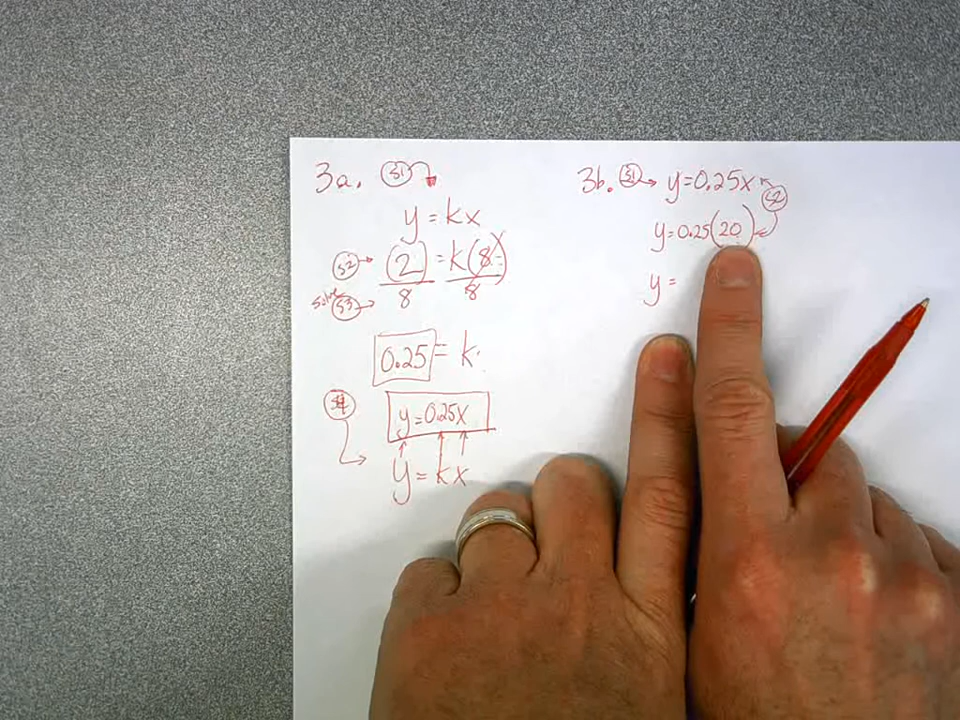 3a. S1
y = kx
S2 (2) = k(8)
8 8
Solve S3
0.25 = k
S4 y=0.25x
y = kx
3b. S1 y=0.25x
S2
y=0.25(20)
y =